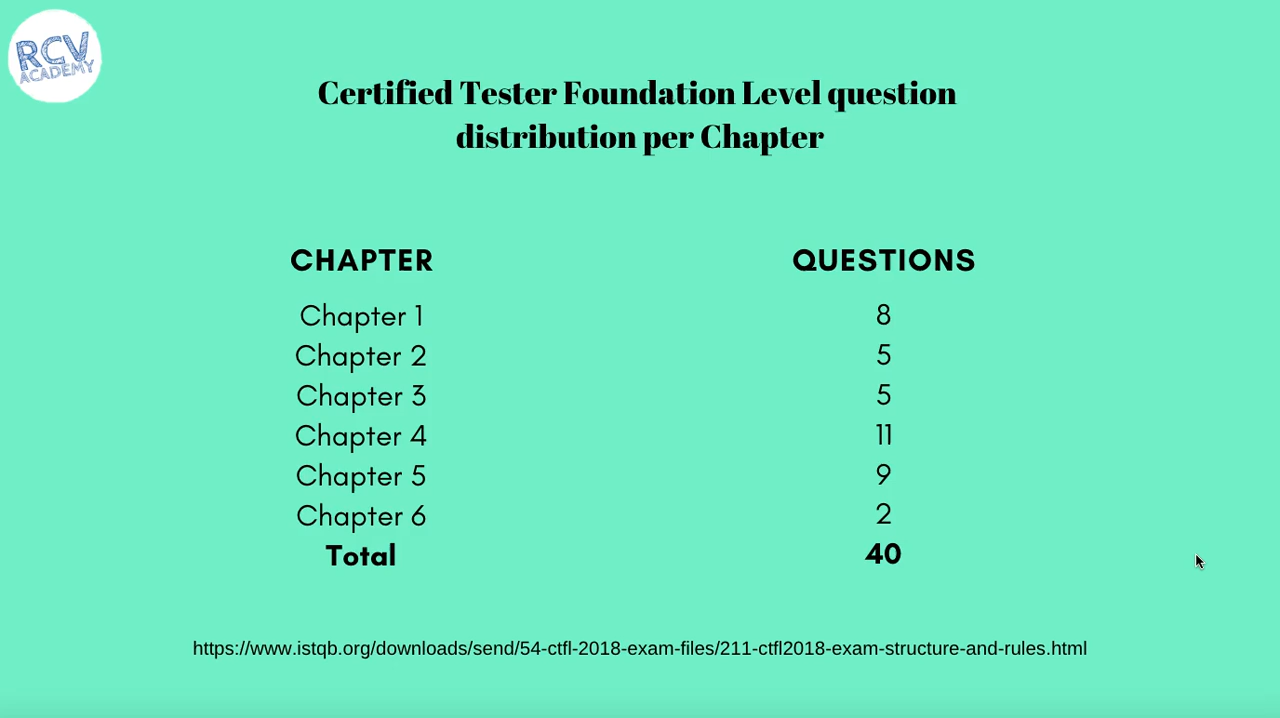 RCV
ACADEMY
Certified Tester Foundation Level question
distribution per Chapter
CHAPTER QUESTIONS
Chapter 1 8
Chapter 2 5
Chapter 3 5
Chapter 4 11
Chapter 5 9
Chapter 6 2
Total 40
https://www.istqb.org/downloads/send/54-ctfl-2018-exam-files/211-ctfl2018-exam-structure-and-rules.html